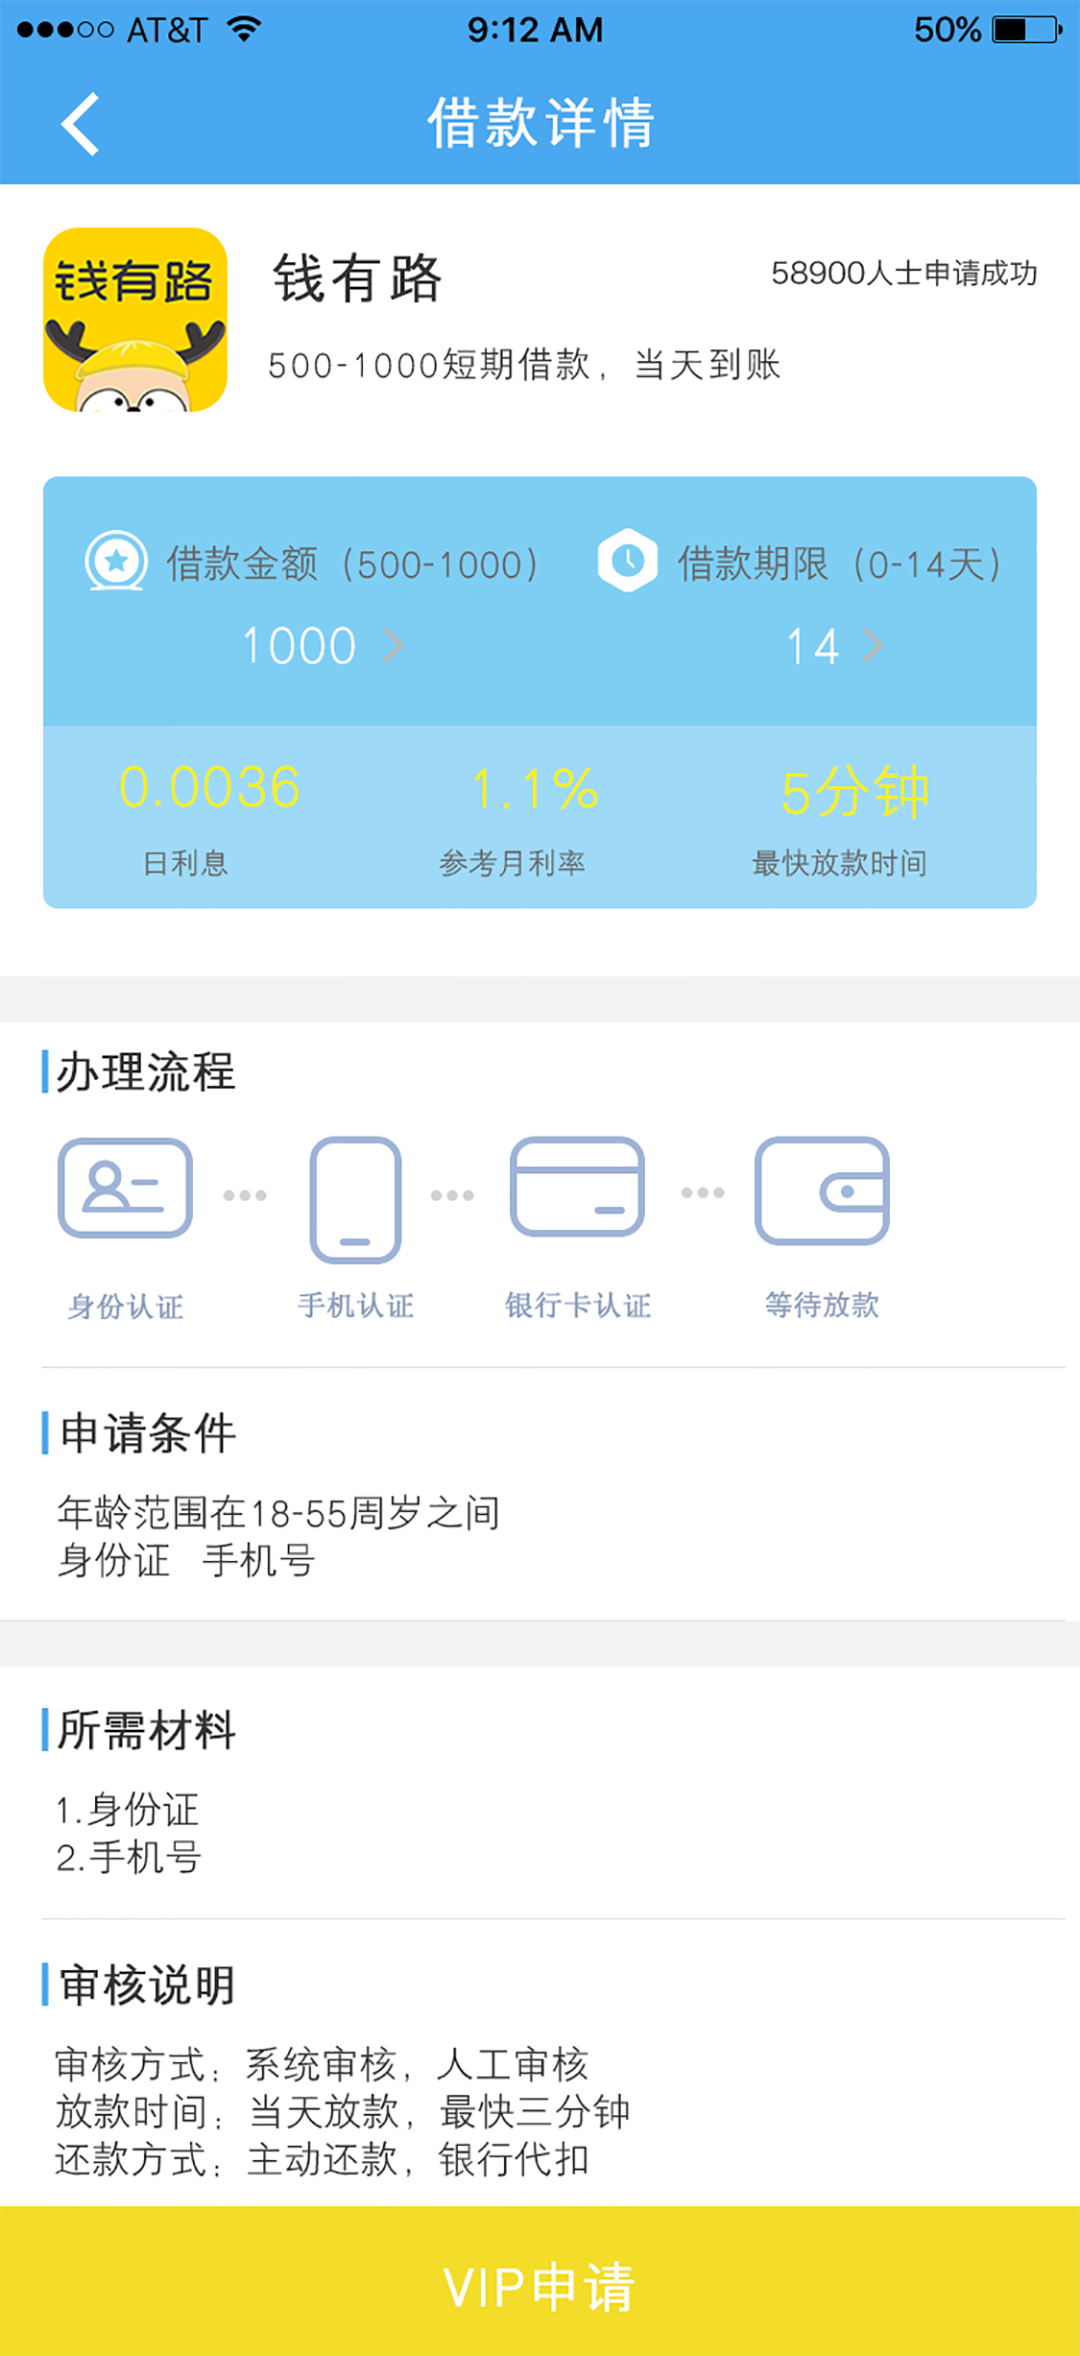 AT&T 9:12 AM 50%
借款详情
钱有路
钱有路
58900人士申请成功
500-1000短期借款，当天到账
借款金额（500-1000） 借款期限（0-14天）
1000 > 14 >
0.0036 1.1% 5分钟
日利息 参考月利率 最快放款时间
办理流程
身份认证 手机认证 银行卡认证 等待放款
申请条件
年龄范围在18-55周岁之间
身份证 手机号
所需材料
1.身份证
2.手机号
审核说明
审核方式：系统审核，人工审核
放款时间：当天放款，最快三分钟
还款方式：主动还款，银行代扣
VIP申请